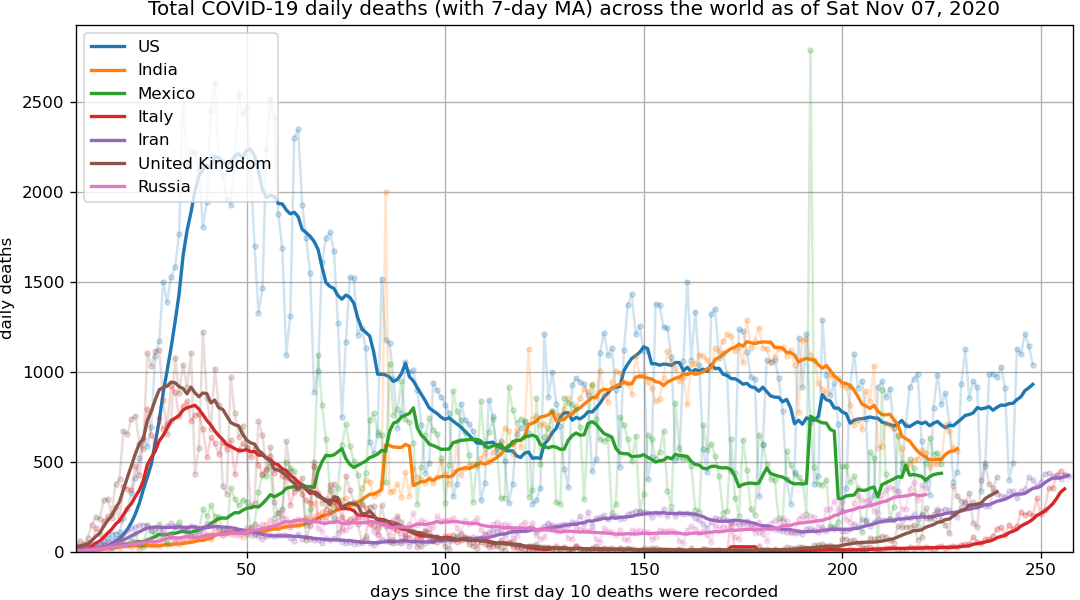 Total COVID-19 daily deaths (with 7-day MA) across the world as of Sat Nov 07, 2020
US
India
Mexico
Italy
Iran
United Kingdom
Russia
daily deaths
2500
2000
1500
1000
500
0
50
100
150
200
250
days since the first day 10 deaths were recorded